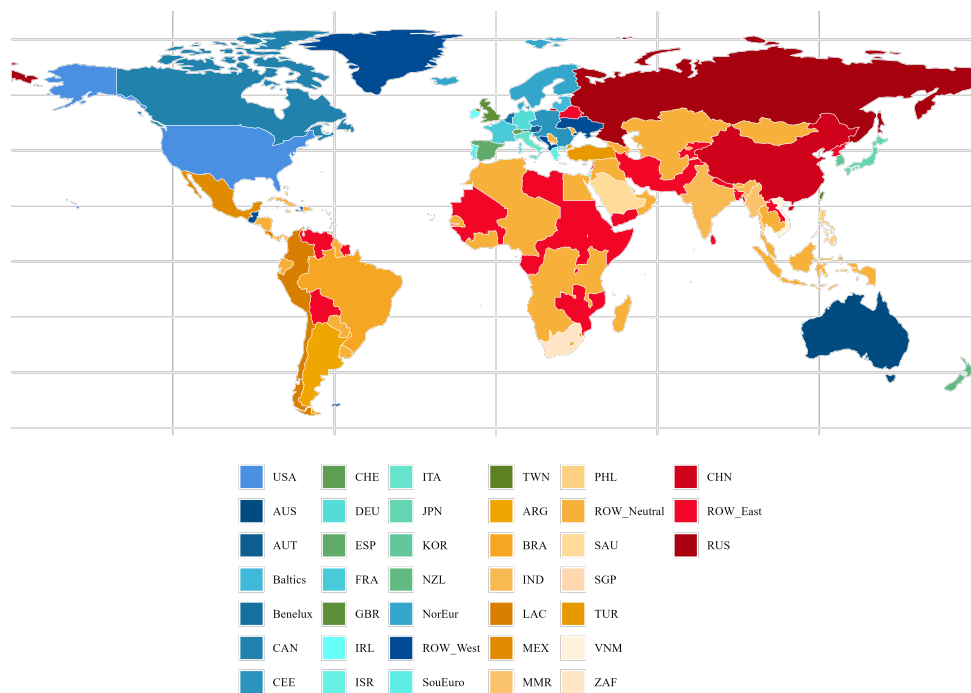 USA CHE ITA TWN PHL CHN
AUS DEU JPN ARG ROW_Neutral ROW_East
AUT ESP KOR BRA SAU RUS
Baltics FRA NZL IND SGP
Benelux GBR NorEur LAC TUR
CAN IRL ROW_West MEX VNM
CEE ISR SouEuro MMR ZAF